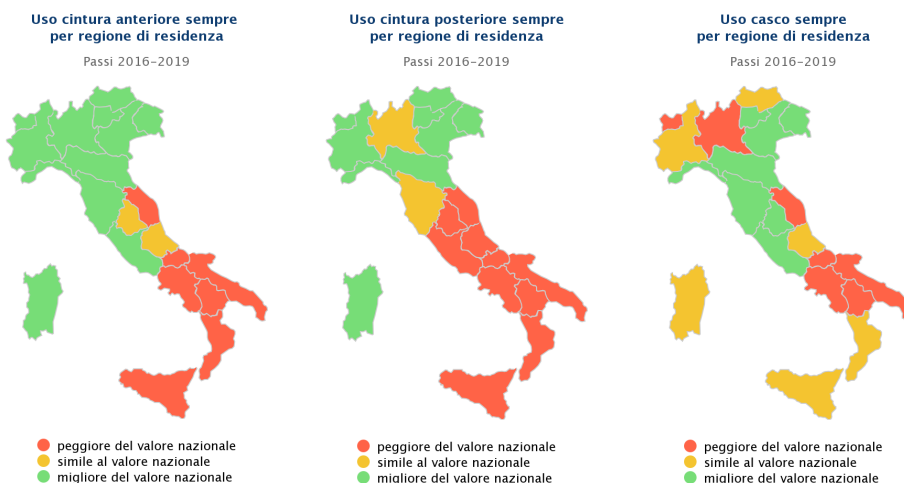 Uso cintura anteriore sempre
per regione di residenza
Passi 2016-2019
peggiore del valore nazionale
simile al valore nazionale
migliore del valore nazionale
Uso cintura posteriore sempre
per regione di residenza
Passi 2016-2019
peggiore del valore nazionale
simile al valore nazionale
migliore del valore nazionale
Uso casco sempre
per regione di residenza
Passi 2016-2019
peggiore del valore nazionale
simile al valore nazionale
migliore del valore nazionale